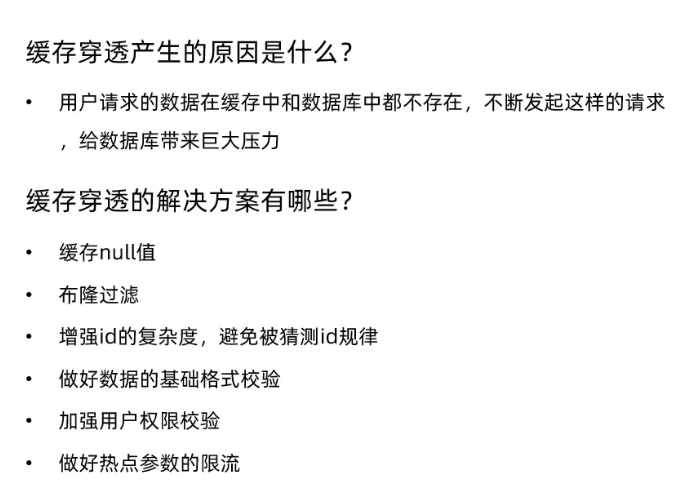 缓存穿透产生的原因是什么？
• 用户请求的数据在缓存中和数据库中都不存在，不断发起这样的请求
，给数据库带来巨大压力
缓存穿透的解决方案有哪些？
• 缓存null值
• 布隆过滤
• 增强id的复杂度，避免被猜测id规律
• 做好数据的基础格式校验
• 加强用户权限校验
• 做好热点参数的限流